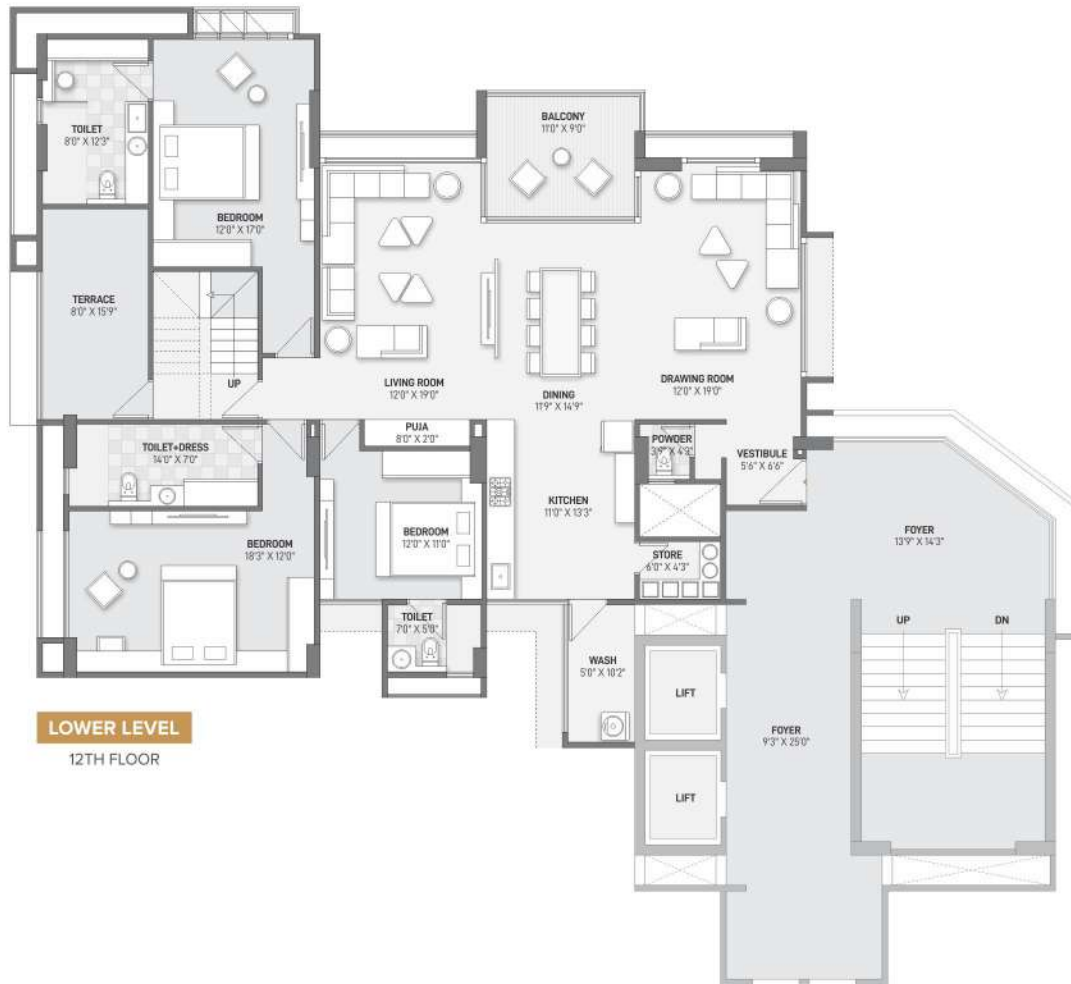 BALCONY
11'0" X 9'0"
TOILET
8'0" X 12'3"
BEDROOM
12'0" X 17'0"
TERRACE
8'0" X 15'9"
UP
LIVING ROOM
12'0" X 19'0"
DINING
11'9" X 14'9"
DRAWING ROOM
12'0" X 19'0"
PUJA
8'0" X 2'0"
TOILET+DRESS
14'0" X 7'0"
POWDER
3'9" X 4'3"
VESTIBULE
5'6" X 6'6"
KITCHEN
11'0" X 13'3"
BEDROOM
12'0" X 11'0"
BEDROOM
18'3" X 12'0"
FOYER
13'9" X 14'3"
STORE
6'0" X 4'3"
TOILET
7'0" X 5'0"
UP
DN
WASH
5'0" X 10'2"
LIFT
FOYER
9'3" X 25'0"
LIFT
LOWER LEVEL
12TH FLOOR